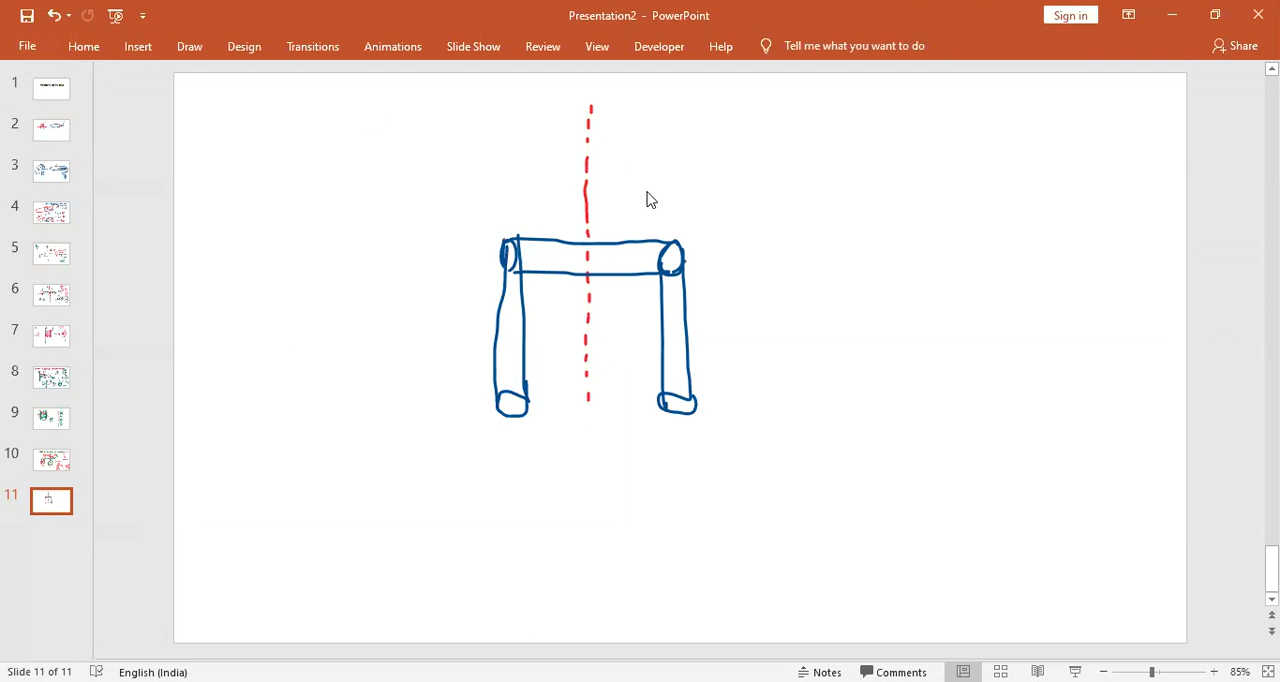 Presentation2 - PowerPoint
Sign in
File Home Insert Draw Design Transitions Animations Slide Show Review View Developer Help Tell me what you want to do Share
1
2
3
4
5
6
7
8
9
10
11
Slide 11 of 11 English (India) Notes Comments 85%